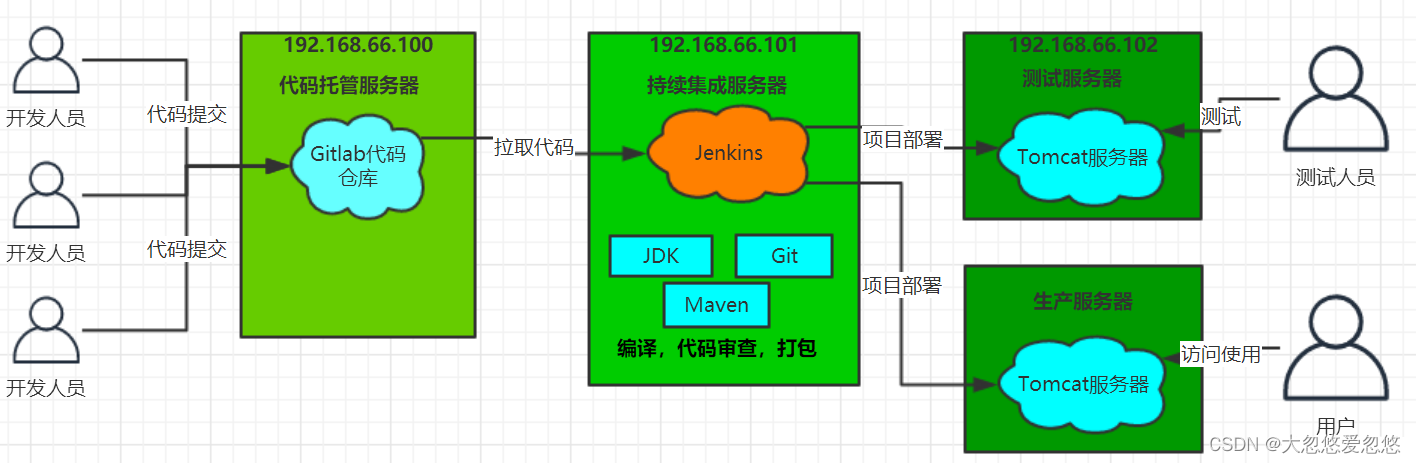 开发人员
开发人员
开发人员
代码提交
代码提交
192.168.66.100
代码托管服务器
Gitlab代码
仓库
拉取代码
192.168.66.101
持续集成服务器
Jenkins
JDK
Git
Maven
编译，代码审查，打包
项目部署
项目部署
192.168.66.102
测试服务器
Tomcat服务器
测试
测试人员
生产服务器
Tomcat服务器
访问使用
用户
CSDN @大忽悠爱忽悠